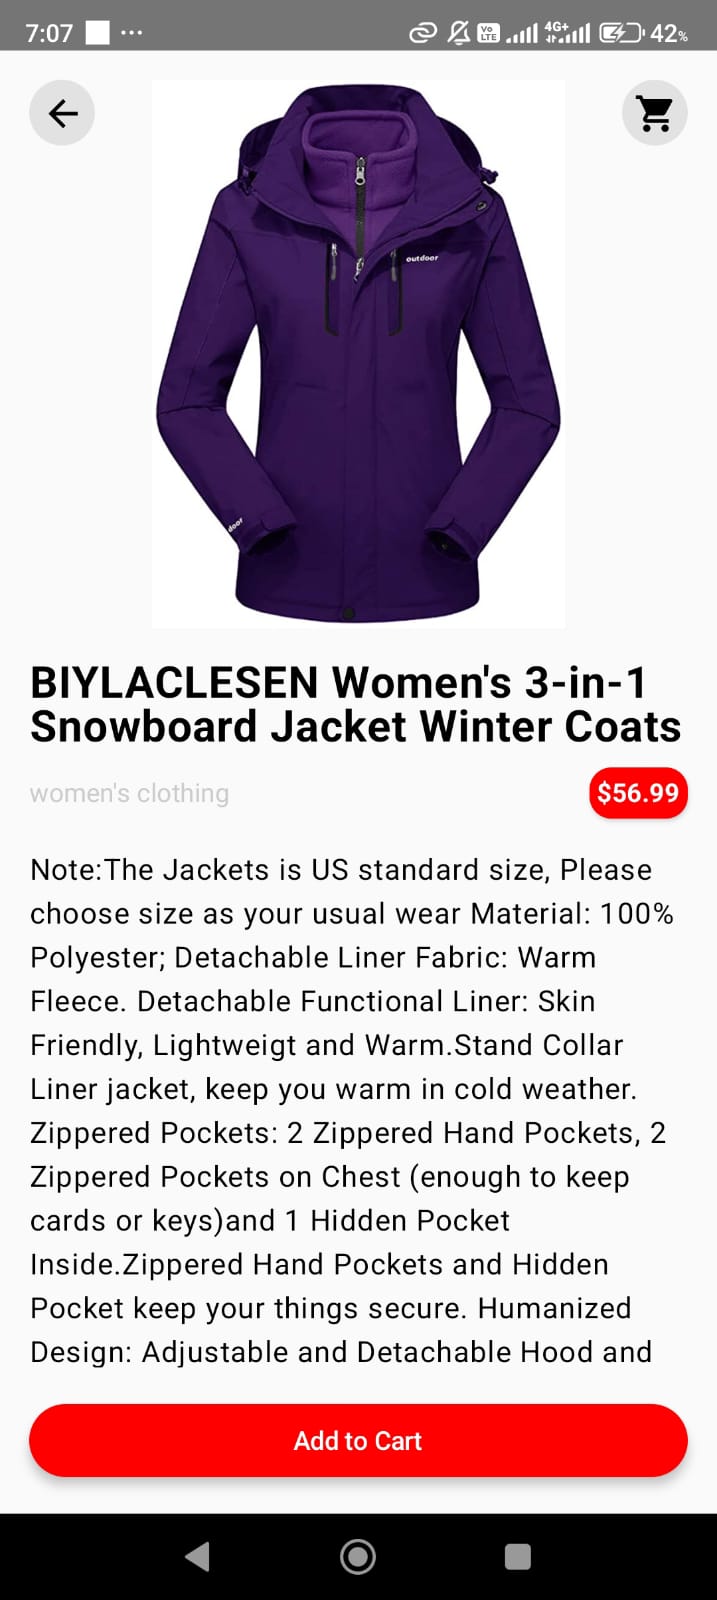 7:07 ...
Vo LTE 4G+ 42%
outdoor
door
BIYLACLESEN Women's 3-in-1
Snowboard Jacket Winter Coats
women's clothing
$56.99
Note:The Jackets is US standard size, Please
choose size as your usual wear Material: 100%
Polyester; Detachable Liner Fabric: Warm
Fleece. Detachable Functional Liner: Skin
Friendly, Lightweigt and Warm.Stand Collar
Liner jacket, keep you warm in cold weather.
Zippered Pockets: 2 Zippered Hand Pockets, 2
Zippered Pockets on Chest (enough to keep
cards or keys)and 1 Hidden Pocket
Inside.Zippered Hand Pockets and Hidden
Pocket keep your things secure. Humanized
Design: Adjustable and Detachable Hood and
Add to Cart